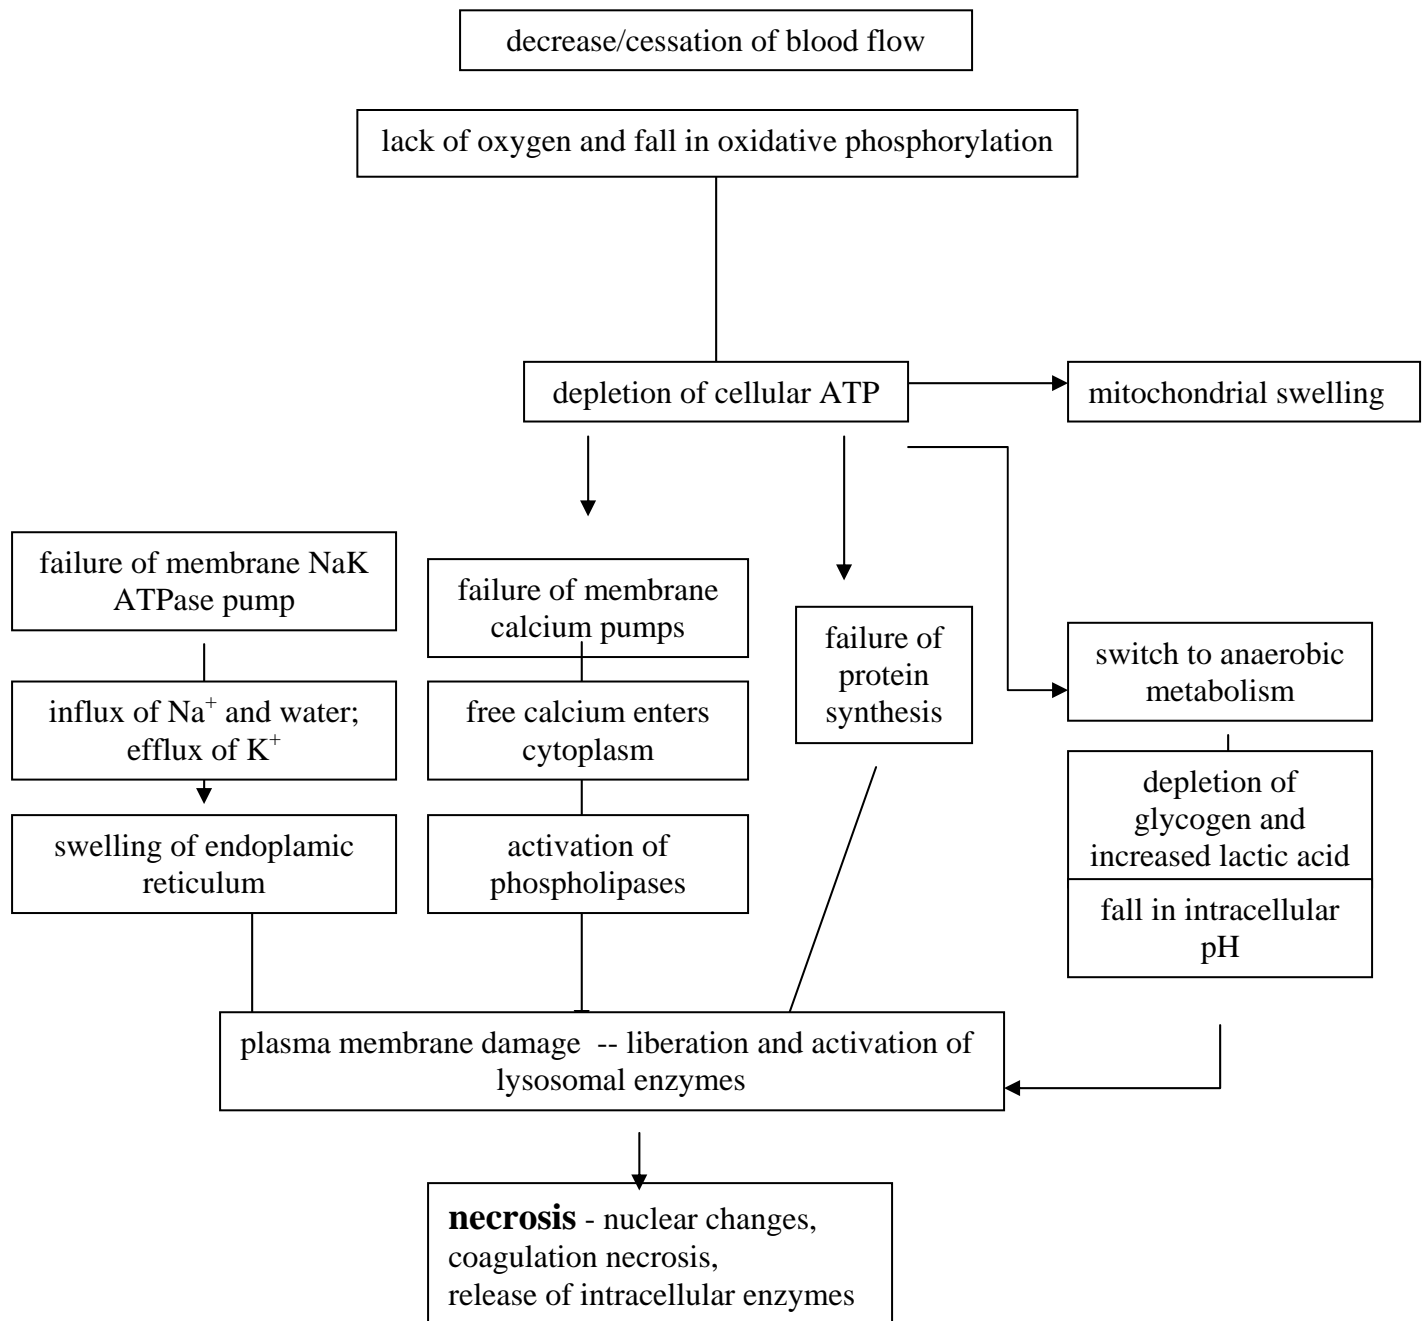 decrease/cessation of blood flow
lack of oxygen and fall in oxidative phosphorylation
depletion of cellular ATP
mitochondrial swelling
failure of membrane NaK
ATPase pump
failure of membrane
calcium pumps
failure of
protein
synthesis
switch to anaerobic
metabolism
influx of Na⁺ and water;
efflux of K⁺
free calcium enters
cytoplasm
depletion of
glycogen and
increased lactic acid
swelling of endoplamic
reticulum
activation of
phospholipases
fall in intracellular
pH
plasma membrane damage -- liberation and activation of
lysosomal enzymes
necrosis - nuclear changes,
coagulation necrosis,
release of intracellular enzymes